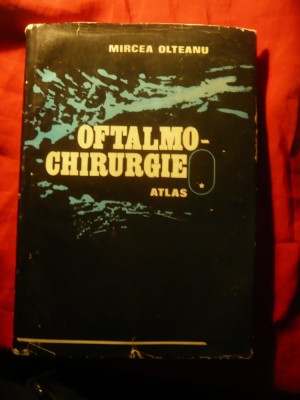 MIRCEA OLTEANU
OFTALMO-
CHIRURGIE
ATLAS